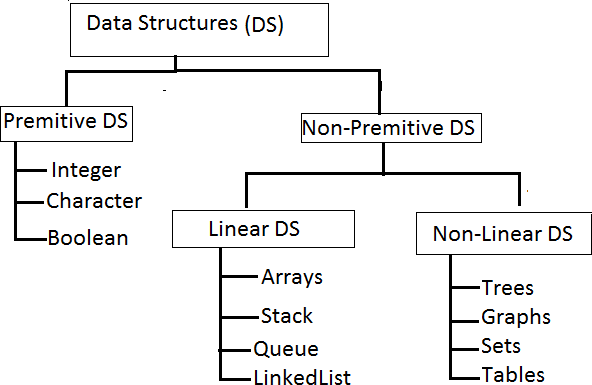 Data Structures (DS)
Premitive DS
Integer
Character
Boolean
Non-Premitive DS
Linear DS
Arrays
Stack
Queue
LinkedList
Non-Linear DS
Trees
Graphs
Sets
Tables